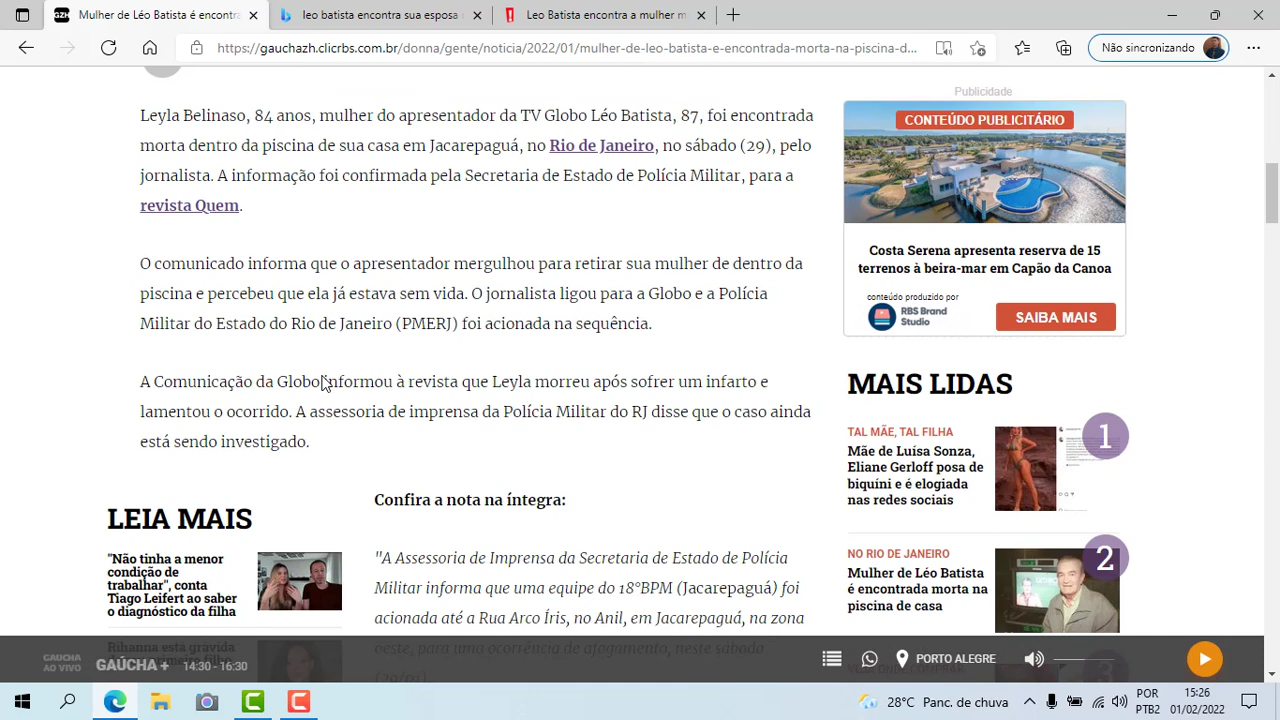 Mulher de Léo Batista é encont
leo batista encontra sua esposa
Leo Batista encontra a mulher m
https://gauchazh.clicrbs.com.br/donna/gente/noticia/2022/01/mulher-de-leo-batista-e-encontrada-morta-na-piscina-d...
Não sincronizando
Leyla Belinaso, 84 anos, mulher do apresentador da TV Globo Léo Batista, 87, foi encontrada
morta dentro da piscina de sua casa em Jacarepaguá, no Rio de Janeiro, no sábado (29), pelo
jornalista. A informação foi confirmada pela Secretaria de Estado de Polícia Militar, para a
revista Quem.
O comunicado informa que o apresentador mergulhou para retirar sua mulher de dentro da
piscina e percebeu que ela já estava sem vida. O jornalista ligou para a Globo e a Polícia
Militar do Estado do Rio de Janeiro (PMERJ) foi acionada na sequência.
A Comunicação da Globo informou à revista que Leyla morreu após sofrer um infarto e
lamentou o ocorrido. A assessoria de imprensa da Polícia Militar do RJ disse que o caso ainda
está sendo investigado.
LEIA MAIS
"Não tinha a menor
condição de
trabalhar", conta
Tiago Leifert ao saber
o diagnóstico da filha
Rihanna está grávida
Confira a nota na íntegra:
"A Assessoria de Imprensa da Secretaria de Estado de Polícia
Militar informa que uma equipe do 18°BPM (Jacarepaguá) foi
acionada até a Rua Arco Íris, no Anil, em Jacarepaguá, na zona
oeste, para uma ocorrência de afogamento, neste sábado
(29/01).
Publicidade
CONTEÚDO PUBLICITÁRIO
Costa Serena apresenta reserva de 15
terrenos à beira-mar em Capão da Canoa
conteúdo produzido por
RBS Brand
Studio
SAIBA MAIS
MAIS LIDAS
TAL MÃE, TAL FILHA
Mãe de Luísa Sonza,
Eliane Gerloff posa de
biquíni e é elogiada
nas redes sociais
1
NO RIO DE JANEIRO
Mulher de Léo Batista
é encontrada morta na
piscina de casa
2
GAUCHA
AO VIVO
GAÚCHA +
14:30 - 16:30
PORTO ALEGRE
28°C Panc. de chuva
POR
PTB2
15:26
01/02/2022